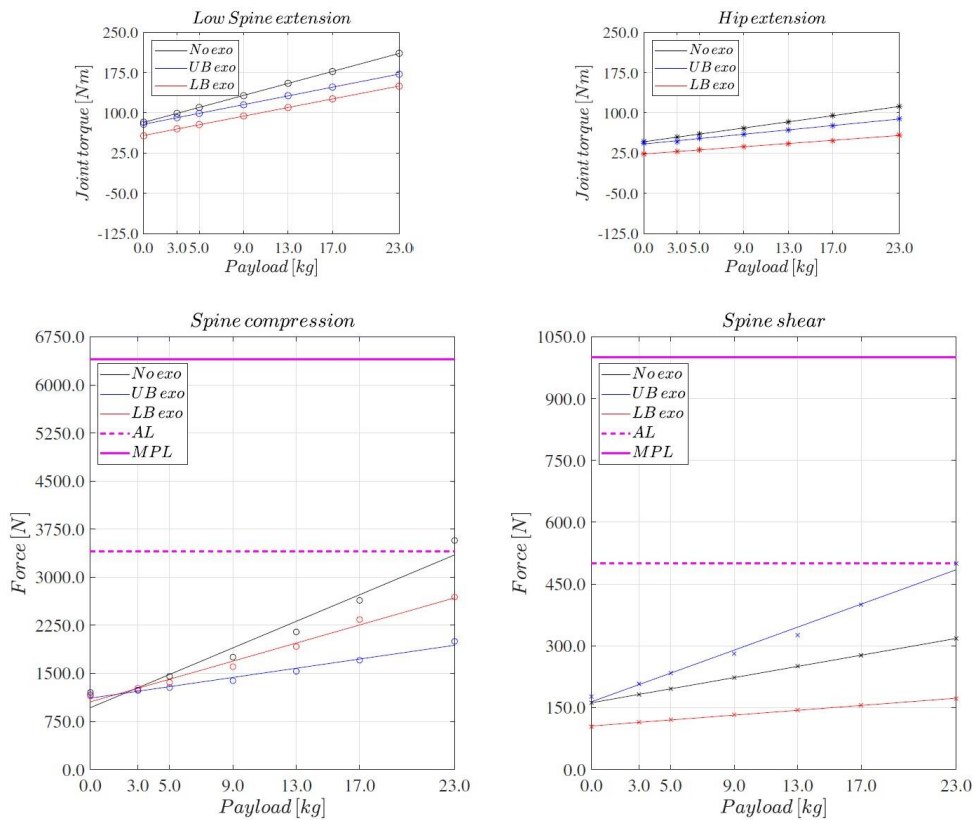 Low Spine extension
Joint torque [Nm]
250.0
175.0
100.0
25.0
-50.0
-125.0
No exo
UB exo
LB exo
0.0 3.0 5.0 9.0 13.0 17.0 23.0
Payload [kg]
Hip extension
Joint torque [Nm]
250.0
175.0
100.0
25.0
-50.0
-125.0
No exo
UB exo
LB exo
0.0 3.0 5.0 9.0 13.0 17.0 23.0
Payload [kg]
Spine compression
Force [N]
6750.0
6000.0
5250.0
4500.0
3750.0
3000.0
2250.0
1500.0
750.0
0.0
No exo
UB exo
LB exo
AL
MPL
0.0 3.0 5.0 9.0 13.0 17.0 23.0
Payload [kg]
Spine shear
Force [N]
1050.0
900.0
750.0
600.0
450.0
300.0
150.0
0.0
No exo
UB exo
LB exo
AL
MPL
0.0 3.0 5.0 9.0 13.0 17.0 23.0
Payload [kg]